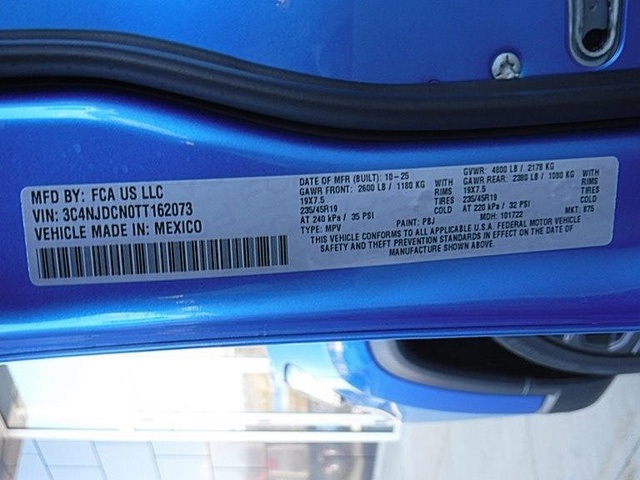 MFD BY: FCA US LLC
VIN: 3C4NJDCN0TT162073
VEHICLE MADE IN: MEXICO
DATE OF MFR (BUILT): 10-25
GAWR FRONT: 2600 LB / 1180 KG WITH
19X7.5 RIMS
235/45R19 TIRES
AT 240 kPa / 35 PSI COLD
TYPE: MPV PAINT: PBJ
GVWR: 4800 LB / 2178 KG
GAWR REAR: 2380 LB / 1080 KG WITH
19X7.5 RIMS
235/45R19 TIRES
AT 220 kPa / 32 PSI COLD
MDH: 101722 MKT: 875
THIS VEHICLE CONFORMS TO ALL APPLICABLE U.S.A. FEDERAL MOTOR VEHICLE
SAFETY AND THEFT PREVENTION STANDARDS IN EFFECT ON THE DATE OF
MANUFACTURE SHOWN ABOVE.